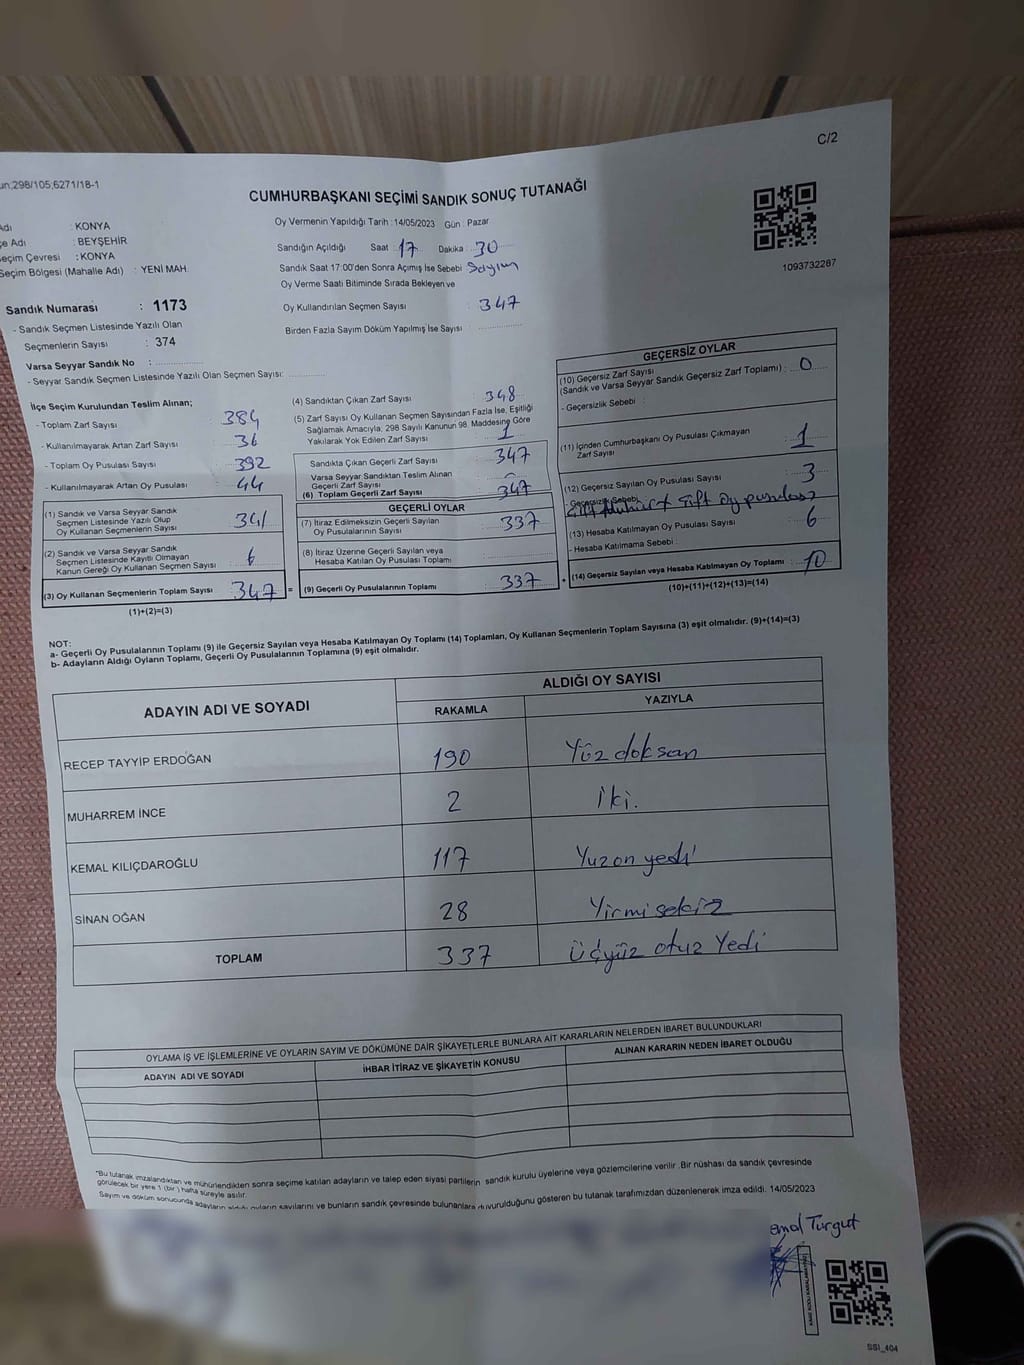 C/2
un;298/105;6271/18-1
CUMHURBAŞKANI SEÇİMİ SANDIK SONUÇ TUTANAĞI
Adı : KONYA
çe Adı : BEYŞEHİR
eçim Çevresi : KONYA
Seçim Bölgesi (Mahalle Adı) : YENİ MAH.
Oy Vermenin Yapıldığı Tarih : 14/05/2023 Gün : Pazar
Sandığın Açıldığı Saat 17 Dakika : 30
Sandık Saat 17:00'den Sonra Açımış İse Sebebi Sayım
Oy Verme Saati Bitiminde Sırada Bekleyen ve
Oy Kullandırılan Seçmen Sayısı 347
Birden Fazla Sayım Döküm Yapılmış İse Sayısı
1093732287
Sandık Numarası : 1173
- Sandık Seçmen Listesinde Yazılı Olan
Seçmenlerin Sayısı : 374
Varsa Seyyar Sandık No :
- Seyyar Sandık Seçmen Listesinde Yazılı Olan Seçmen Sayısı:
İlçe Seçim Kurulundan Teslim Alınan;
- Toplam Zarf Sayısı 384
- Kullanılmayarak Artan Zarf Sayısı 36
- Toplam Oy Pusulası Sayısı 392
- Kullanılmayarak Artan Oy Pusulası 44
(1) Sandık ve Varsa Seyyar Sandık
Seçmen Listesinde Yazılı Olup
Oy Kullanan Seçmenlerin Sayısı 341
(2) Sandık ve Varsa Seyyar Sandık
Seçmen Listesinde Kayıtlı Olmayan
Kanun Gereği Oy Kullanan Seçmen Sayısı 6
(3) Oy Kullanan Seçmenlerin Toplam Sayısı 347 =
(1)+(2)=(3)
(4) Sandıktan Çıkan Zarf Sayısı 348
(5) Zarf Sayısı Oy Kullanan Seçmen Sayısından Fazla İse, Eşitliği
Sağlamak Amacıyla; 298 Sayılı Kanunun 98. Maddesine Göre
Yakılarak Yok Edilen Zarf Sayısı 1
Sandıkta Çıkan Geçerli Zarf Sayısı 347
Varsa Seyyar Sandıktan Teslim Alınan
Geçerli Zarf Sayısı
(6) Toplam Geçerli Zarf Sayısı 347
GEÇERLİ OYLAR
(7) İtiraz Edilmeksizin Geçerli Sayılan
Oy Pusulalarının Sayısı 337
(8) İtiraz Üzerine Geçerli Sayılan veya
Hesaba Katılan Oy Pusulası Toplamı
(9) Geçerli Oy Pusulalarının Toplamı 337 +
GEÇERSİZ OYLAR
(10) Geçersiz Zarf Sayısı
(Sandık ve Varsa Seyyar Sandık Geçersiz Zarf Toplamı) : 0
- Geçersizlik Sebebi :
(11) İçinden Cumhurbaşkanı Oy Pusulası Çıkmayan
Zarf Sayısı 1
(12) Geçersiz Sayılan Oy Pusulası Sayısı 3
- Geçersizlik Sebebi
Çift Oy pusulası
(13) Hesaba Katılmayan Oy Pusulası Sayısı 6
- Hesaba Katılmama Sebebi
(14) Geçersiz Sayılan veya Hesaba Katılmayan Oy Toplamı 10
(10)+(11)+(12)+(13)=(14)
NOT:
a- Geçerli Oy Pusulalarının Toplamı (9) ile Geçersiz Sayılan veya Hesaba Katılmayan Oy Toplamı (14) Toplamları, Oy Kullanan Seçmenlerin Toplam Sayısına (3) eşit olmalıdır. (9)+(14)=(3)
b- Adayların Aldığı Oyların Toplamı, Geçerli Oy Pusulalarının Toplamına (9) eşit olmalıdır.
ADAYIN ADI VE SOYADI
ALDIĞI OY SAYISI
RAKAMLA YAZIYLA
RECEP TAYYİP ERDOĞAN 190 Yüz doksan
MUHARREM İNCE 2 İki.
KEMAL KILIÇDAROĞLU 117 Yuzon yedi
SİNAN OĞAN 28 Yirmi sekiz
TOPLAM 337 Üçyüz otuz Yedi
OYLAMA İŞ VE İŞLEMLERİNE VE OYLARIN SAYIM VE DÖKÜMÜNE DAİR ŞİKAYETLERLE BUNLARA AİT KARARLARIN NELERDEN İBARET BULUNDUKLARI
ADAYIN ADI VE SOYADI İHBAR İTİRAZ VE ŞİKAYETİN KONUSU ALINAN KARARIN NEDEN İBARET OLDUĞU
*Bu tutanak imzalandıktan ve mühürlendikten sonra seçime katılan adayların ve talep eden siyasi partilerin sandık kurulu üyelerine veya gözlemcilerine verilir .Bir nüshası da sandık çevresinde
görülecek bir yere 1 (bir ) hafta süreyle asılır.
Sayım ve döküm sonucunda adayların aldığı oyların sayılarını ve bunların sandık çevresinde bulunanlara duyurulduğunu gösteren bu tutanak tarafımızdan düzenlenerek imza edildi. 14/05/2023
emal Turgut
SSI_404